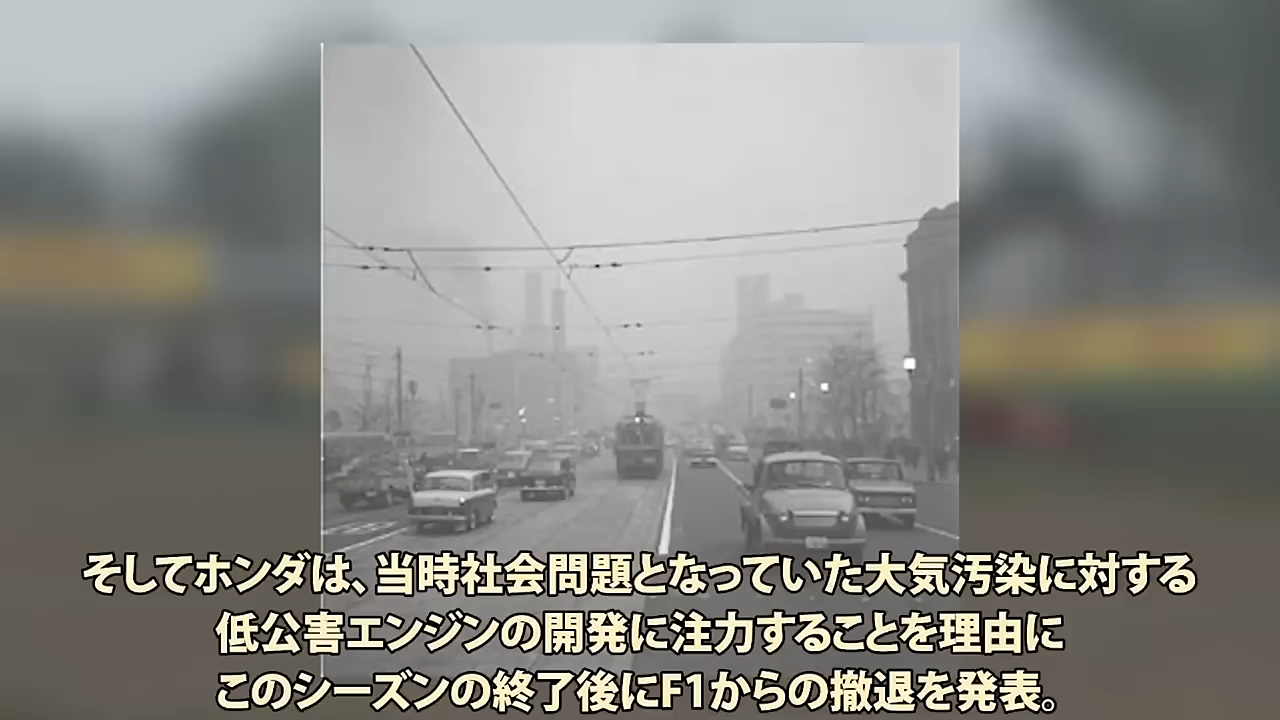 そしてホンダは、当時社会問題となっていた大気汚染に対する
低公害エンジンの開発に注力することを理由に
このシーズンの終了後にF1からの撤退を発表。